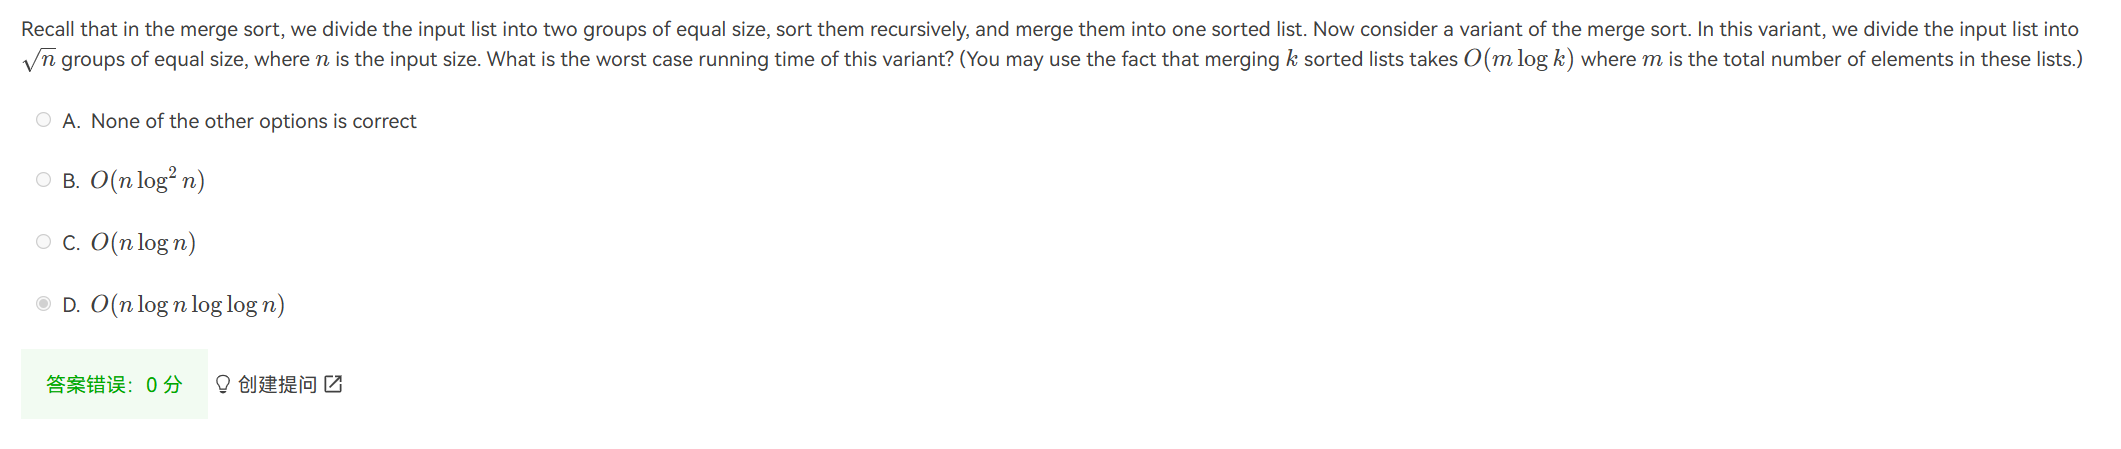 Recall that in the merge sort, we divide the input list into two groups of equal size, sort them recursively, and merge them into one sorted list. Now consider a variant of the merge sort. In this variant, we divide the input list into
√n groups of equal size, where n is the input size. What is the worst case running time of this variant? (You may use the fact that merging k sorted lists takes O(m log k) where m is the total number of elements in these lists.)
A. None of the other options is correct
B. O(n log² n)
C. O(n log n)
D. O(n log n log log n)
答案错误：0 分 创建提问